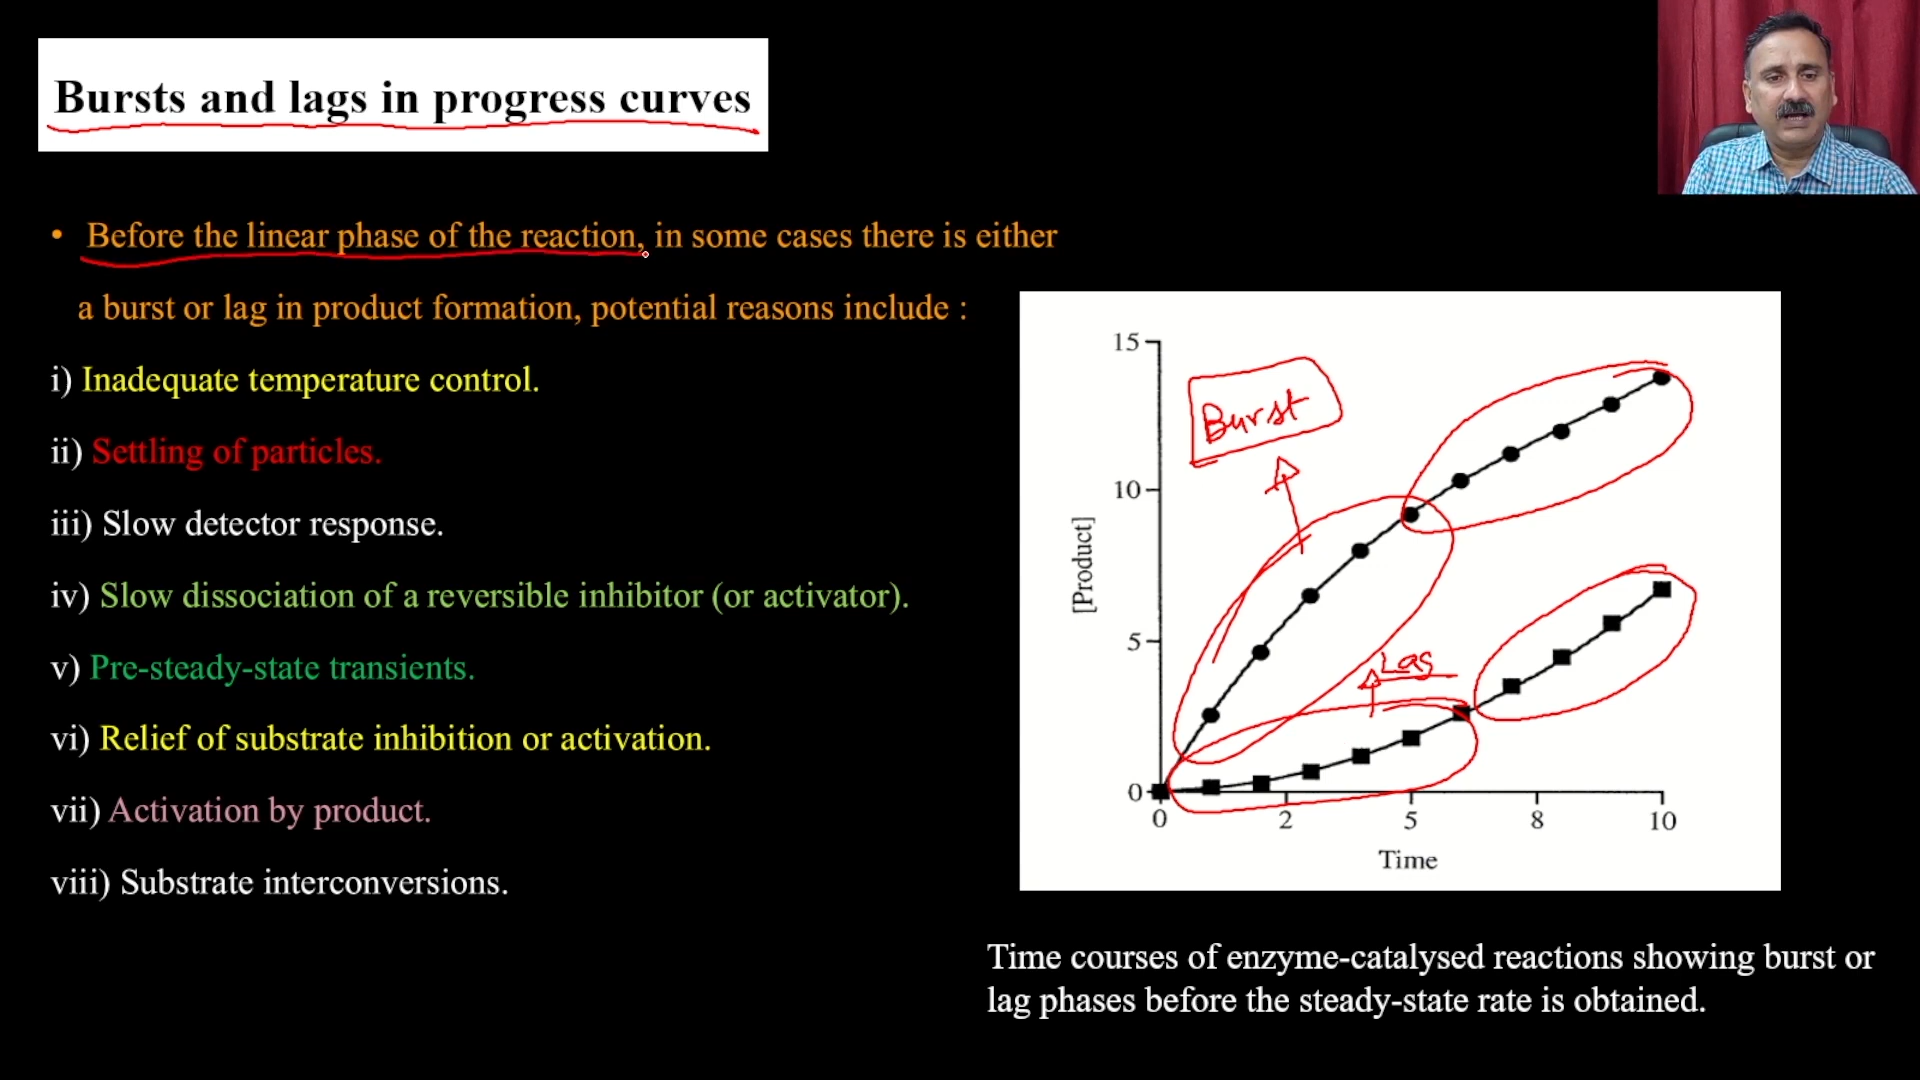 Bursts and lags in progress curves
• Before the linear phase of the reaction, in some cases there is either
a burst or lag in product formation, potential reasons include :
i) Inadequate temperature control.
ii) Settling of particles.
iii) Slow detector response.
iv) Slow dissociation of a reversible inhibitor (or activator).
v) Pre-steady-state transients.
vi) Relief of substrate inhibition or activation.
vii) Activation by product.
viii) Substrate interconversions.
15
Burst
10
[Product]
5
Lag
0
0 2 5 8 10
Time
Time courses of enzyme-catalysed reactions showing burst or
lag phases before the steady-state rate is obtained.